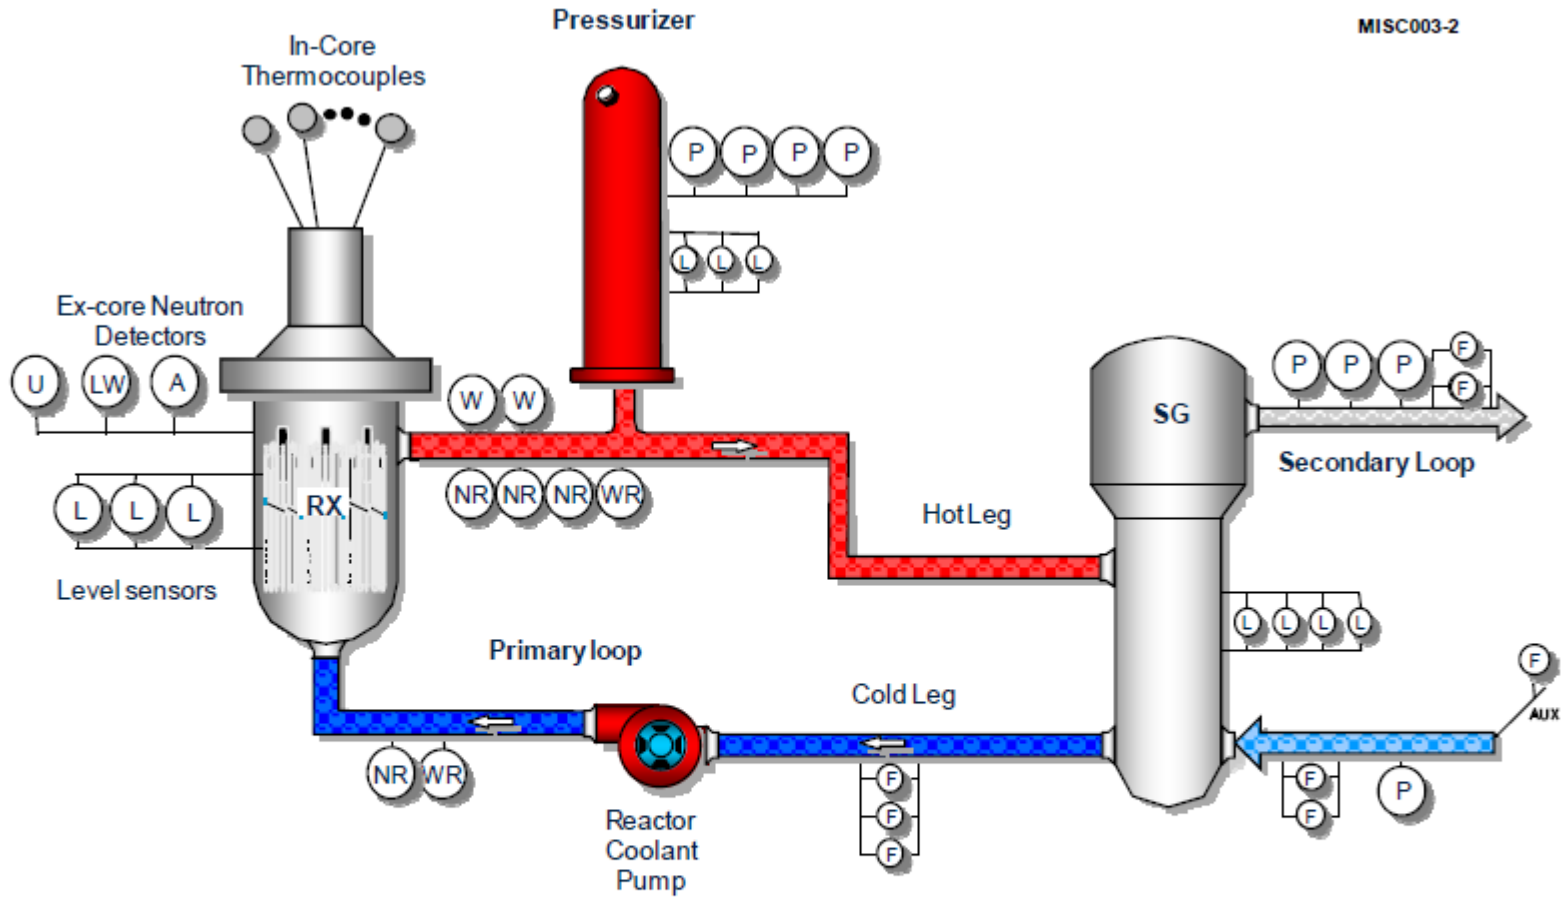 Pressurizer
MISC003-2
In-Core
Thermocouples
P P P P
L L L
Ex-core Neutron
Detectors
U LW A
W W
P P P F
F
SG
Secondary Loop
NR NR NR WR
L L L
RX
Hot Leg
Level sensors
L L L L
Primary loop
Cold Leg
F
AUX
NR WR
F
F
F
F
F
P
Reactor
Coolant
Pump